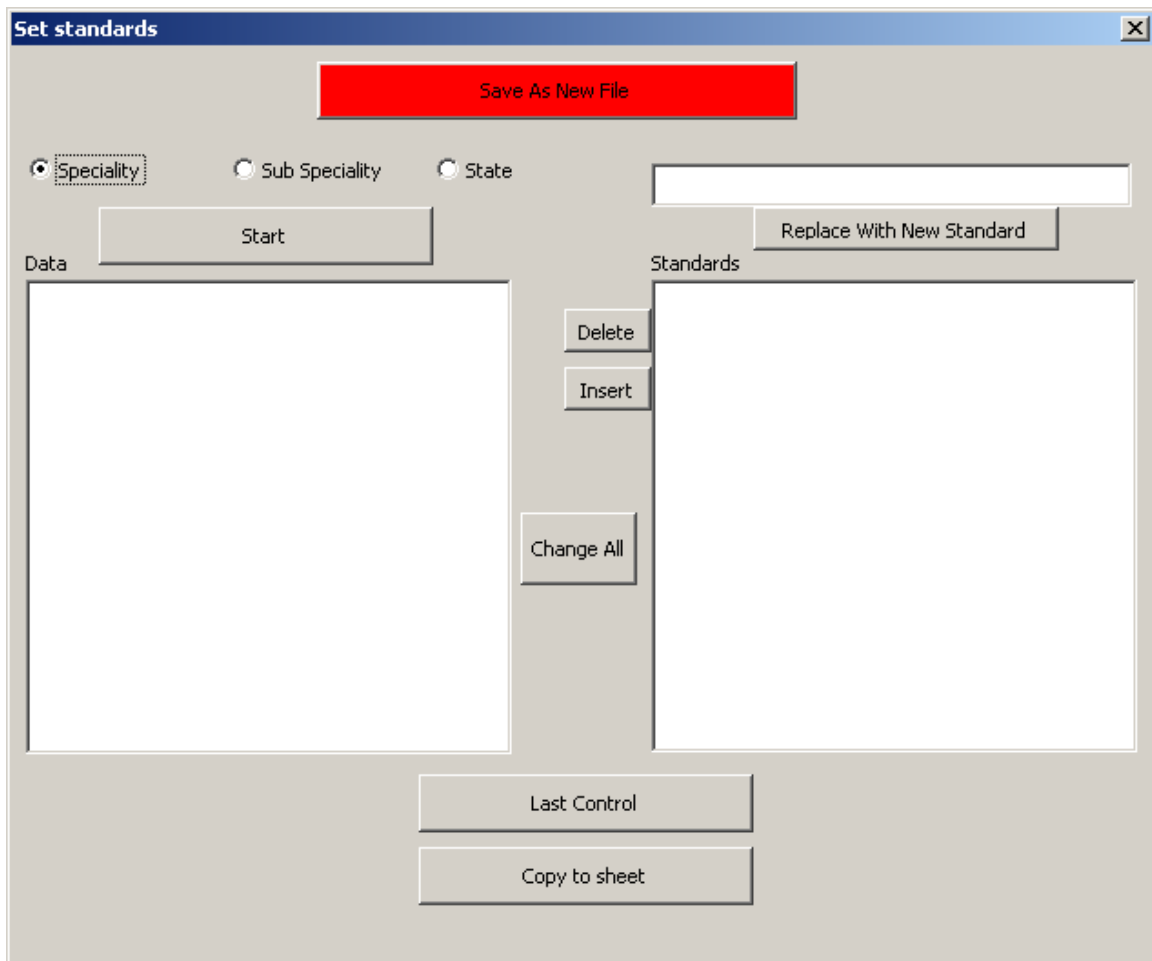 Set standards
Save As New File
Speciality Sub Speciality State
Start
Replace With New Standard
Data
Standards
Delete
Insert
Change All
Last Control
Copy to sheet